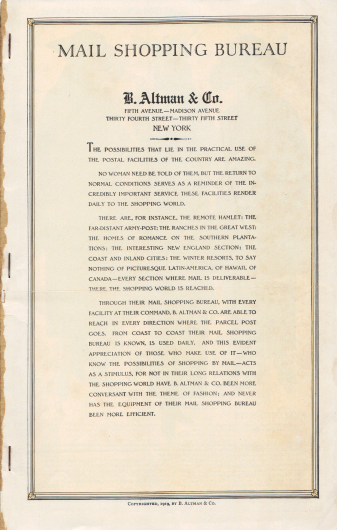 MAIL SHOPPING BUREAU
B. Altman & Co.
FIFTH AVENUE—MADISON AVENUE
THIRTY FOURTH STREET—THIRTY FIFTH STREET
NEW YORK
THE POSSIBILITIES THAT LIE IN THE PRACTICAL USE OF
THE POSTAL FACILITIES OF THE COUNTRY ARE AMAZING.
NO WOMAN NEED BE TOLD OF THEM, BUT THE RETURN TO
NORMAL CONDITIONS SERVES AS A REMINDER OF THE IN-
CREDIBLY IMPORTANT SERVICE THESE FACILITIES RENDER
DAILY TO THE SHOPPING WORLD.
THERE ARE, FOR INSTANCE, THE REMOTE HAMLET: THE
FAR-DISTANT ARMY-POST: THE RANCHES IN THE GREAT WEST:
THE HOMES OF ROMANCE ON THE SOUTHERN PLANTA-
TIONS: THE INTERESTING NEW ENGLAND SECTION: THE
COAST AND INLAND CITIES: THE WINTER RESORTS, TO SAY
NOTHING OF PICTURESQUE LATIN-AMERICA, OF HAWAII, OF
CANADA—EVERY SECTION WHERE MAIL IS DELIVERABLE—
THERE THE SHOPPING WORLD IS REACHED.
THROUGH THEIR MAIL SHOPPING BUREAU, WITH EVERY
FACILITY AT THEIR COMMAND, B. ALTMAN & CO. ARE ABLE TO
REACH IN EVERY DIRECTION WHERE THE PARCEL POST
GOES. FROM COAST TO COAST THEIR MAIL SHOPPING
BUREAU IS KNOWN, IS USED DAILY. AND THIS EVIDENT
APPRECIATION OF THOSE WHO MAKE USE OF IT—WHO
KNOW THE POSSIBILITIES OF SHOPPING BY MAIL—ACTS
AS A STIMULUS, FOR NOT IN THEIR LONG RELATIONS WITH
THE SHOPPING WORLD HAVE B. ALTMAN & CO. BEEN MORE
CONVERSANT WITH THE THEME OF FASHION: AND NEVER
HAS THE EQUIPMENT OF THEIR MAIL SHOPPING BUREAU
BEEN MORE EFFICIENT.
COPYRIGHTED, 1919, BY B. ALTMAN & CO.